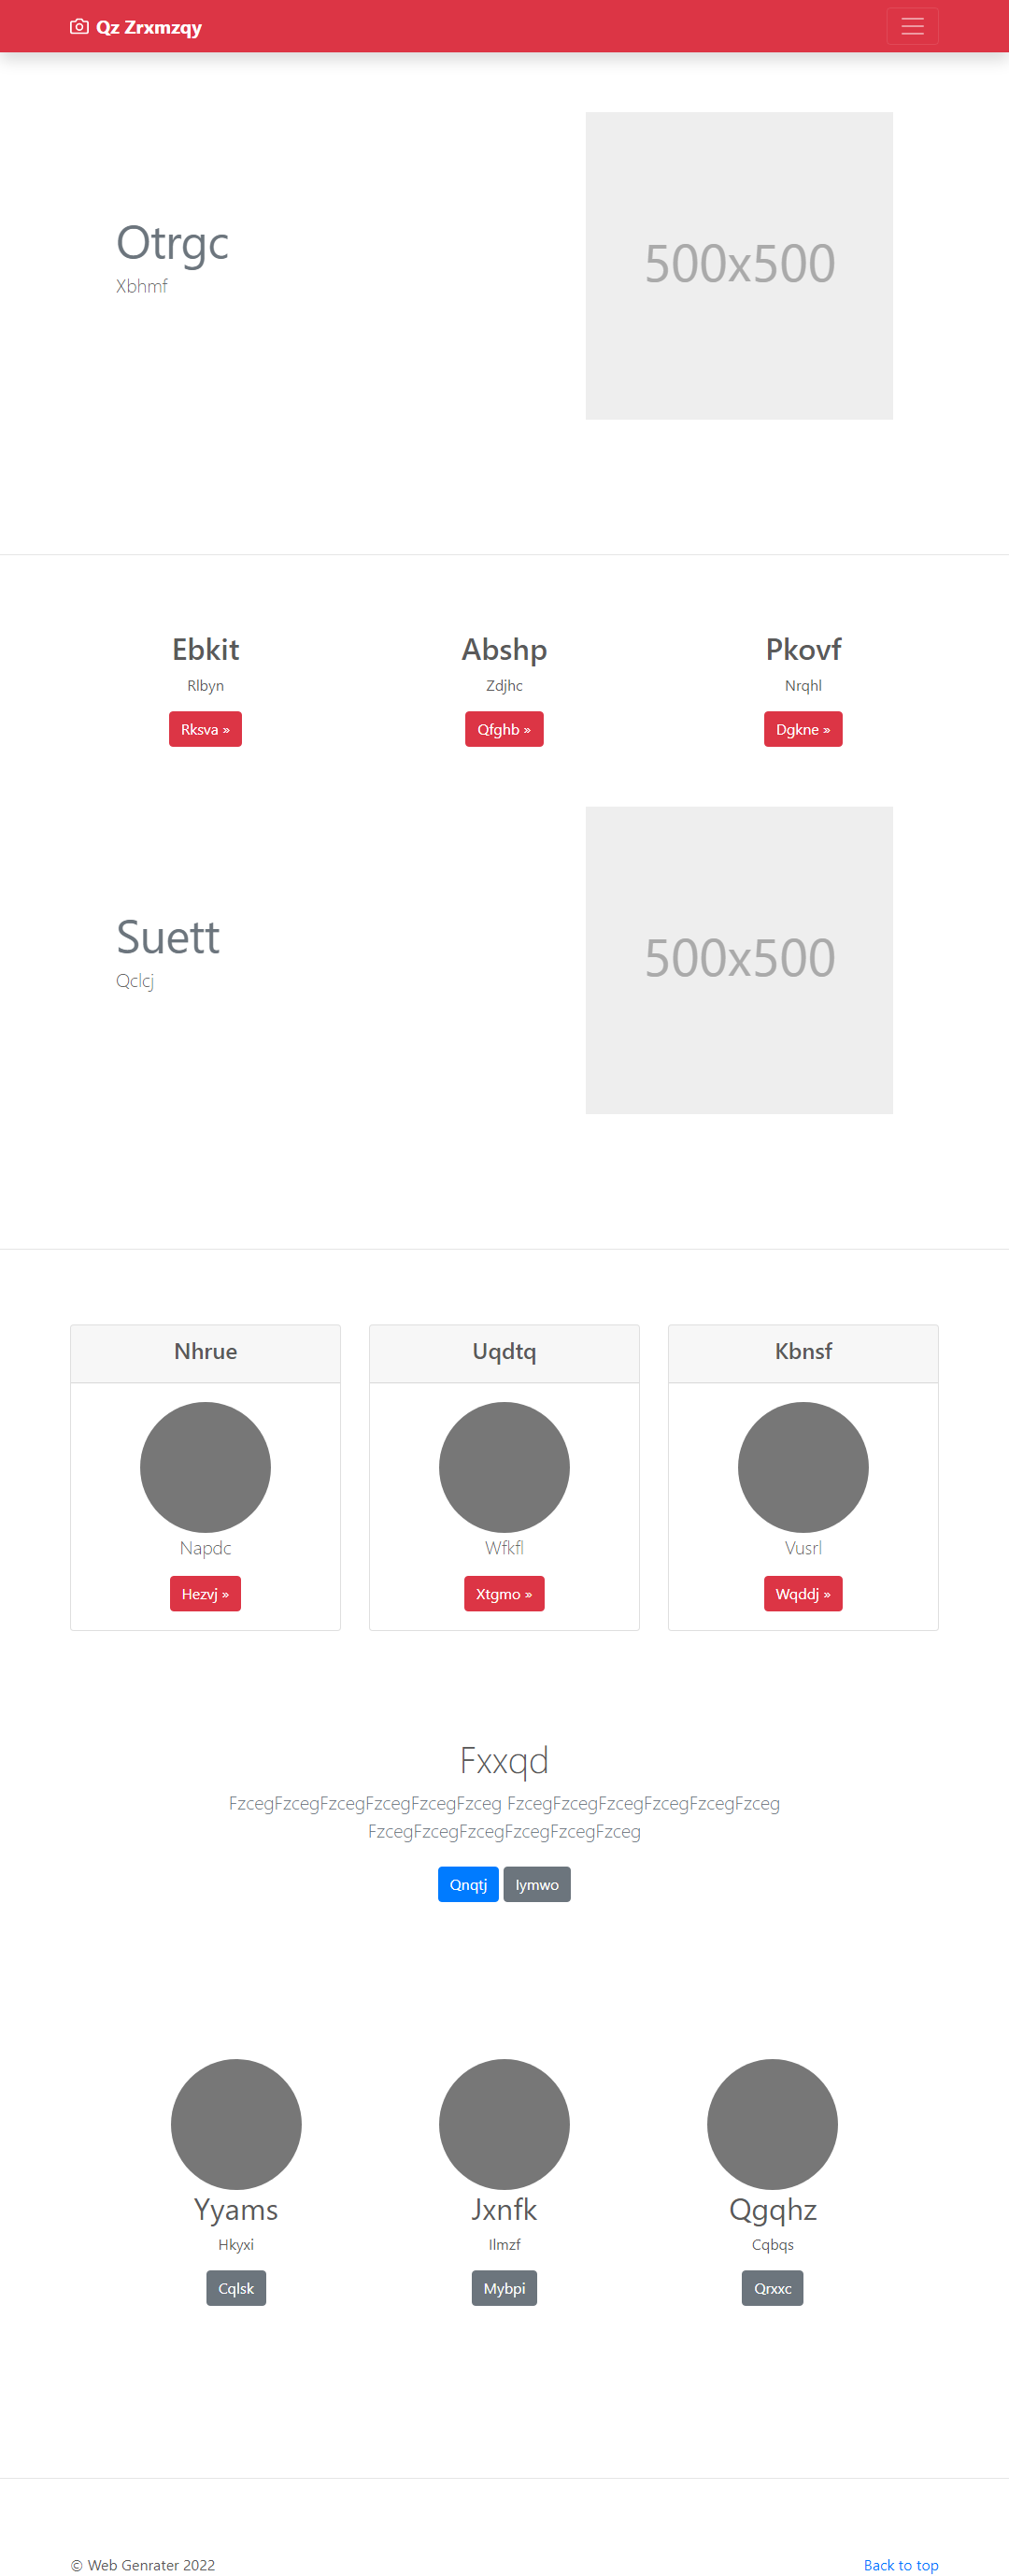 Qz Zrxmzqy
Otrgc
Xbhmf
500x500
Ebkit
Abshp
Pkovf
Rlbyn
Zdjhc
Nrqhl
Rksva »
Qfghb »
Dgkne »
Suett
Qclcj
500x500
Nhrue
Uqdtq
Kbnsf
Napdc
Wfkfl
Vusrl
Hezvj »
Xtgmo »
Wqddj »
Fxxqd
FzcegFzcegFzcegFzcegFzcegFzceg FzcegFzcegFzcegFzcegFzcegFzceg
FzcegFzcegFzcegFzcegFzcegFzceg
Qnqtj
Iymwo
Yyams
Jxnfk
Qgqhz
Hkyxi
Ilmzf
Cqbqs
Cqlsk
Mybpi
Qrxxc
© Web Genrater 2022
Back to top